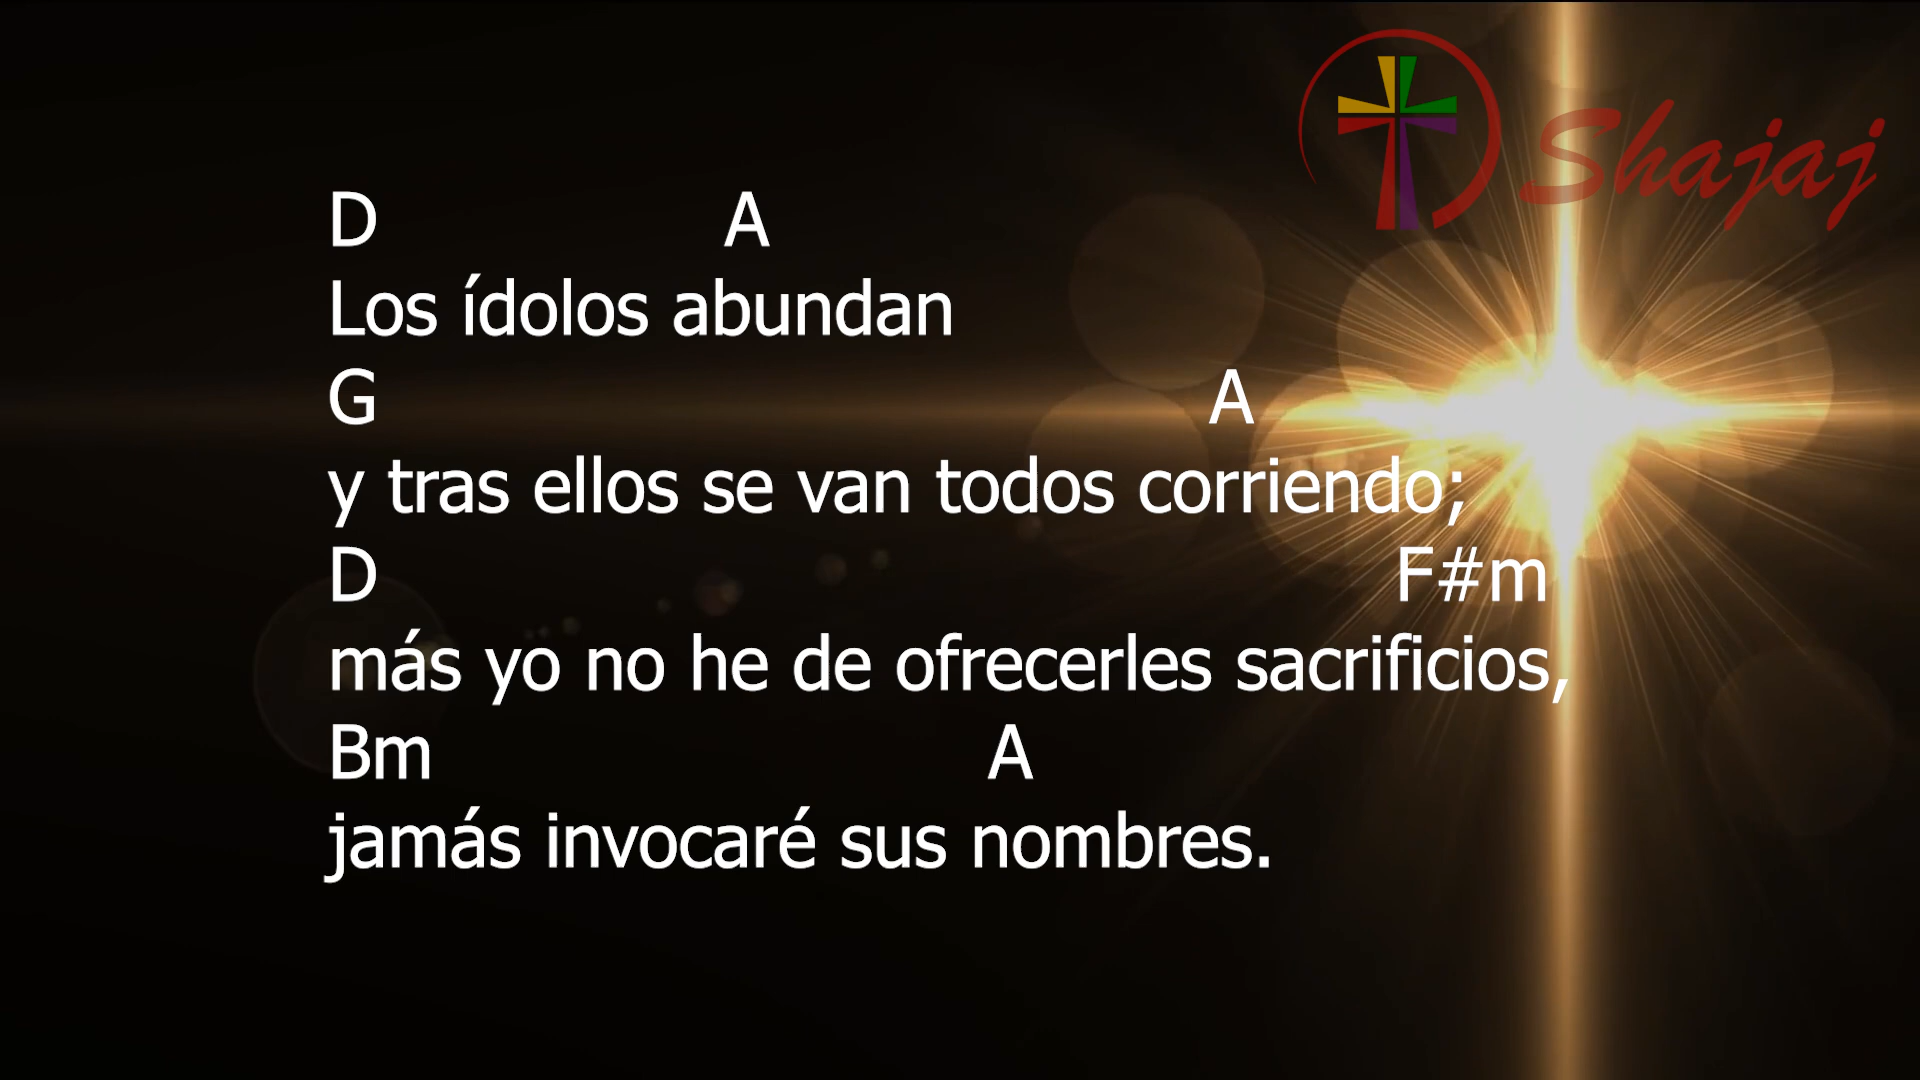 Shajaj
D A
Los ídolos abundan
G A
y tras ellos se van todos corriendo;
D F#m
más yo no he de ofrecerles sacrificios,
Bm A
jamás invocaré sus nombres.